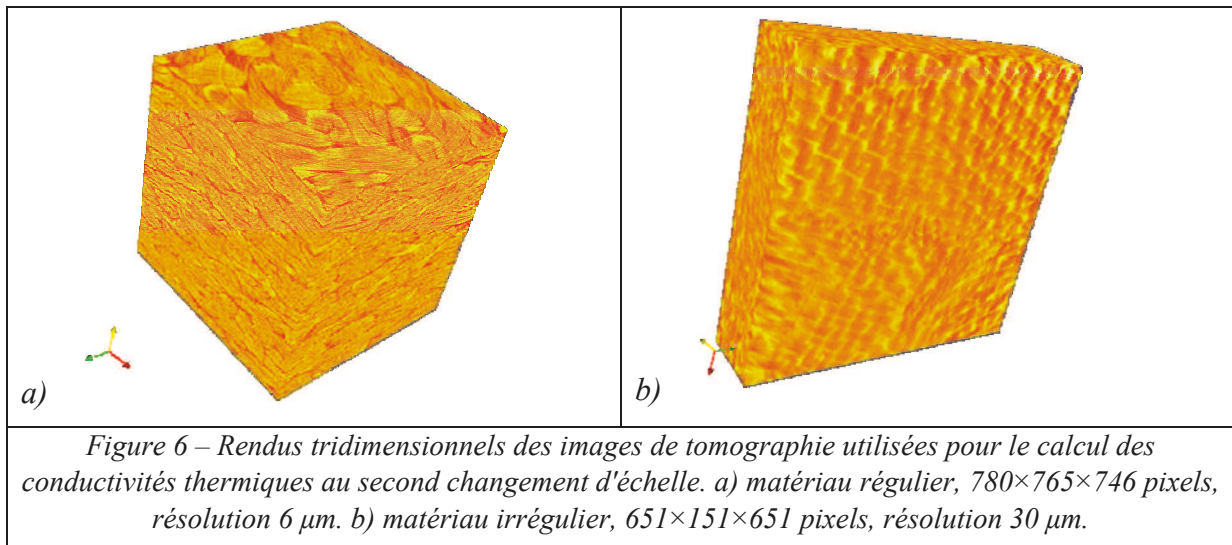 a)
b)
Figure 6 – Rendus tridimensionnels des images de tomographie utilisées pour le calcul des
conductivités thermiques au second changement d'échelle. a) matériau régulier, 780×765×746 pixels,
résolution 6 µm. b) matériau irrégulier, 651×151×651 pixels, résolution 30 µm.